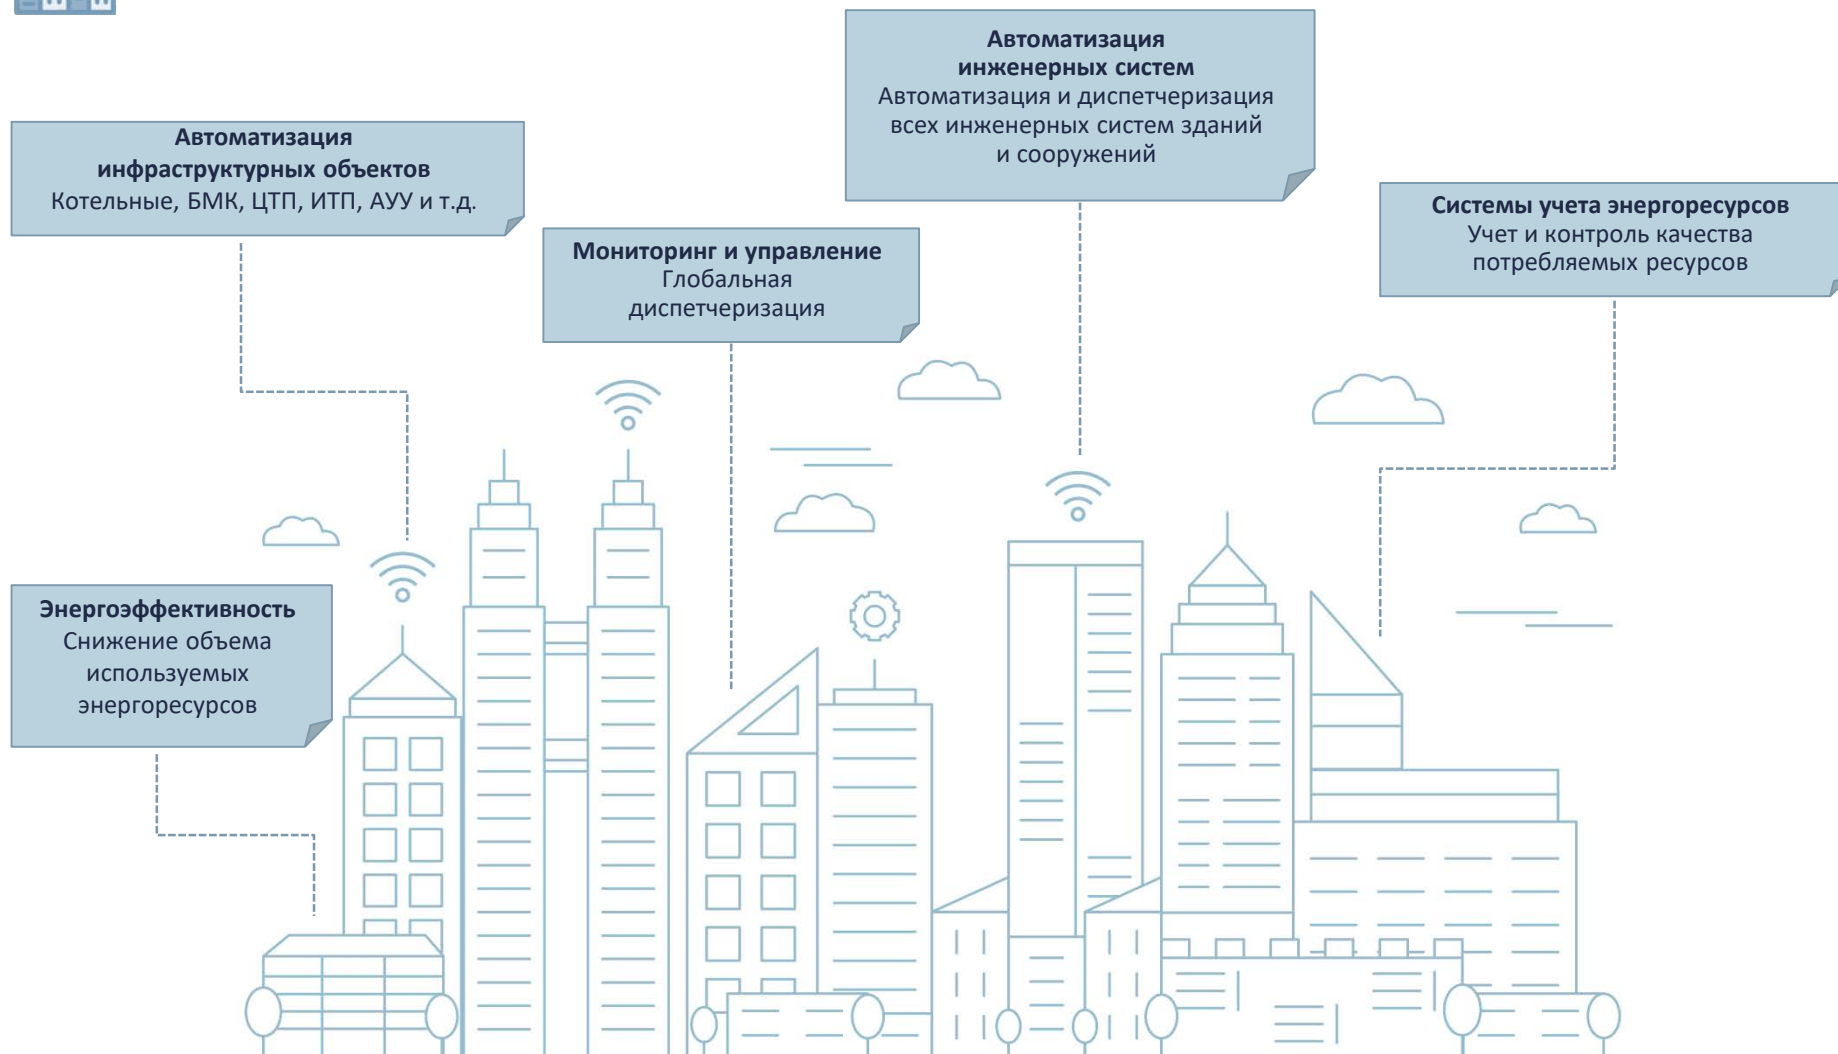 Автоматизация
инженерных систем
Автоматизация и диспетчеризация
всех инженерных систем зданий
и сооружений
Автоматизация
инфраструктурных объектов
Котельные, БМК, ЦТП, ИТП, АУУ и т.д.
Системы учета энергоресурсов
Учет и контроль качества
потребляемых ресурсов
Мониторинг и управление
Глобальная
диспетчеризация
Энергоэффективность
Снижение объема
используемых
энергоресурсов